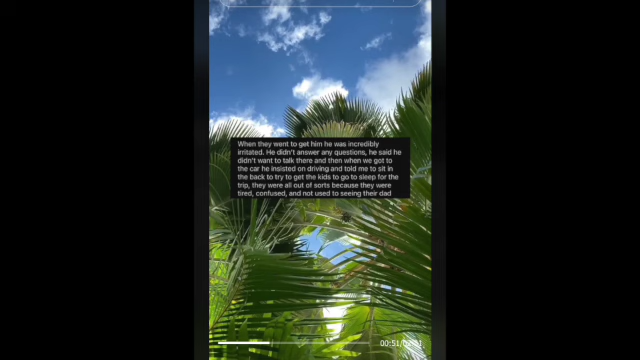 When they went to get him he was incredibly
irritated. He didn't answer any questions, he said he
didn't want to talk there and then when we got to
the car he insisted on driving and told me to sit in
the back to try to get the kids to go to sleep for the
trip, they were all out of sorts because they were
tired, confused, and not used to seeing their dad